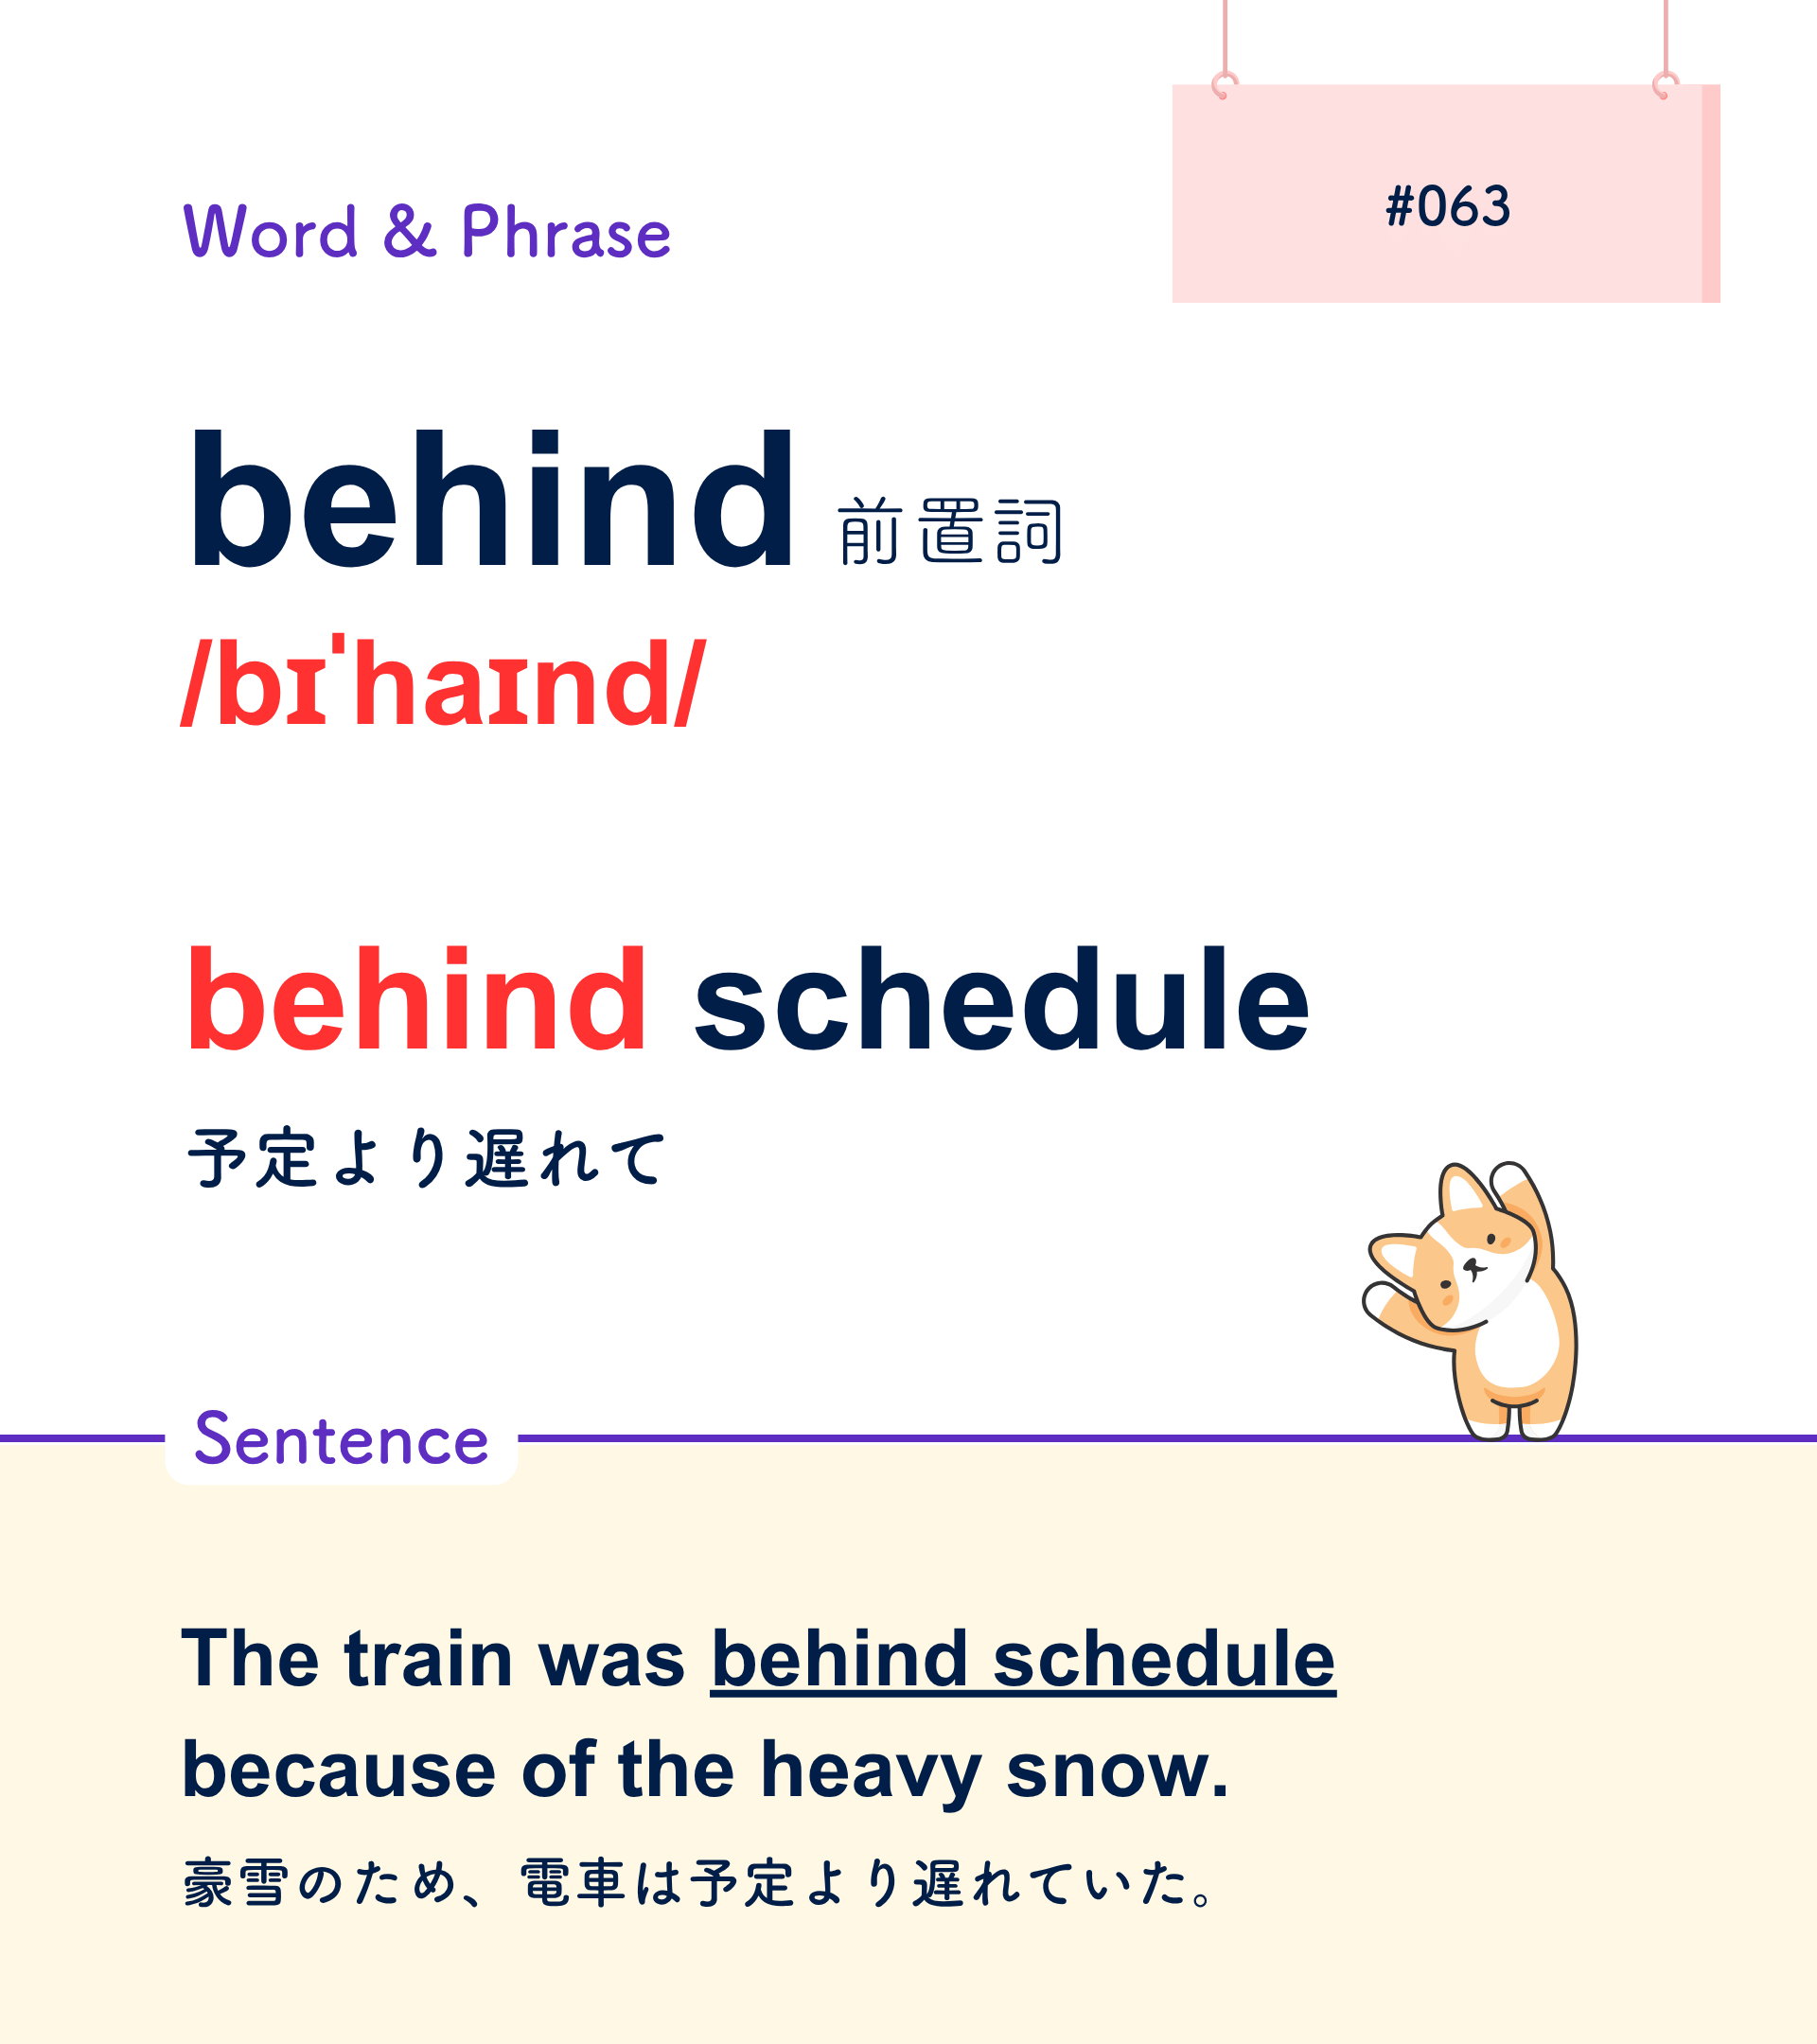 #063
Word & Phrase
behind 前置詞
/bɪˈhaɪnd/
behind schedule
予定より遅れて
Sentence
The train was behind schedule
because of the heavy snow.
豪雪のため、電車は予定より遅れていた。